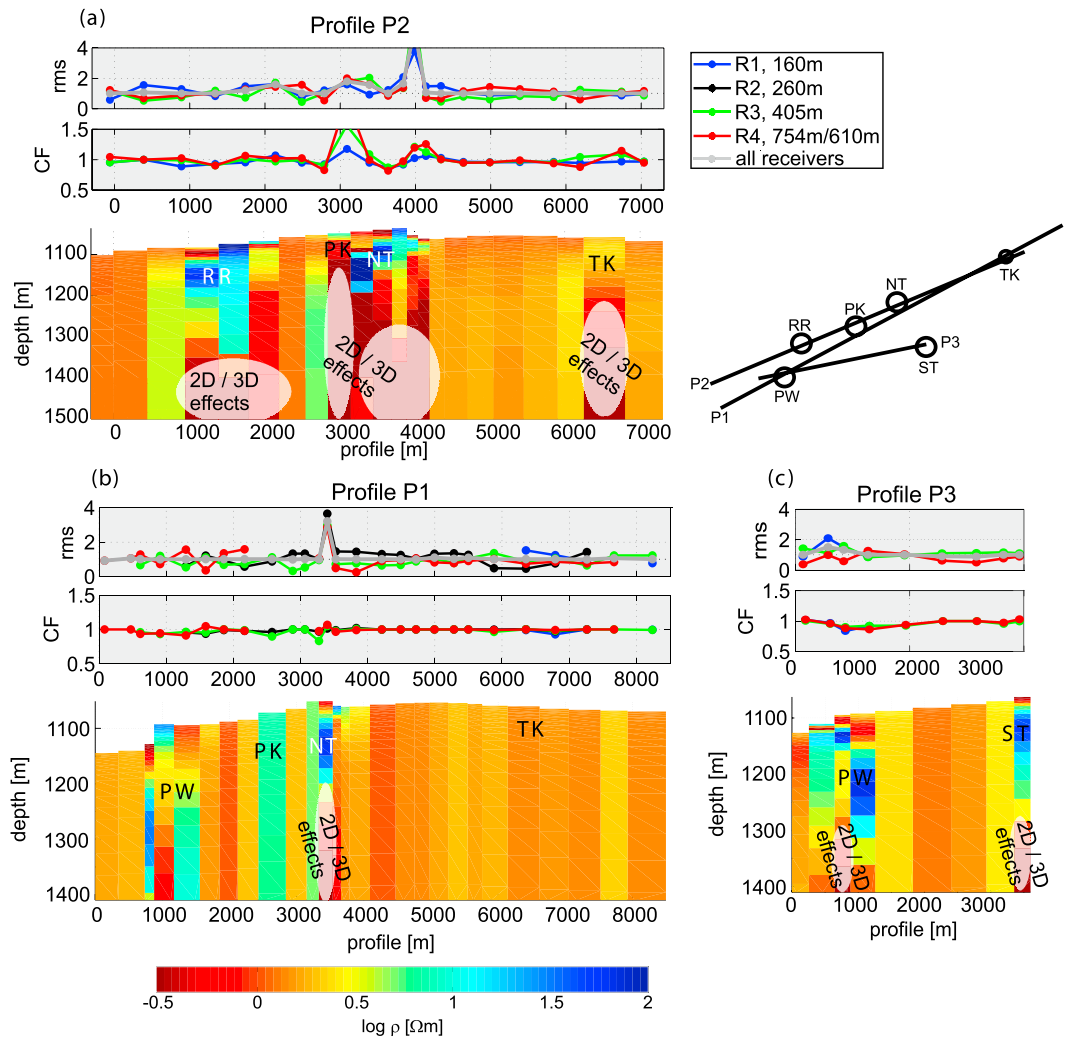 (a)
Profile P2
4
2
0
rms
1.5
1
0.5
CF
0 1000 2000 3000 4000 5000 6000 7000
1100
1200
1300
1400
1500
depth [m]
RR
PK
NT
TK
2D / 3D
effects
2D / 3D
effects
2D / 3D
effects
0 1000 2000 3000 4000 5000 6000 7000
profile [m]
R1, 160m
R2, 260m
R3, 405m
R4, 754m/610m
all receivers
TK
NT
PK
RR
P3
ST
P2
PW
P1
(b)
Profile P1
4
2
0
rms
1.5
1
0.5
CF
0 1000 2000 3000 4000 5000 6000 7000 8000
1100
1200
1300
1400
depth [m]
PW
PK
NT
TK
2D / 3D
effects
0 1000 2000 3000 4000 5000 6000 7000 8000
profile [m]
(c)
Profile P3
4
2
0
rms
1.5
1
0.5
CF
0 1000 2000 3000
1100
1200
1300
1400
depth [m]
PW
ST
2D / 3D
effects
2D / 3D
effects
0 1000 2000 3000
profile [m]
-0.5 0 0.5 1 1.5 2
log ρ [Ωm]